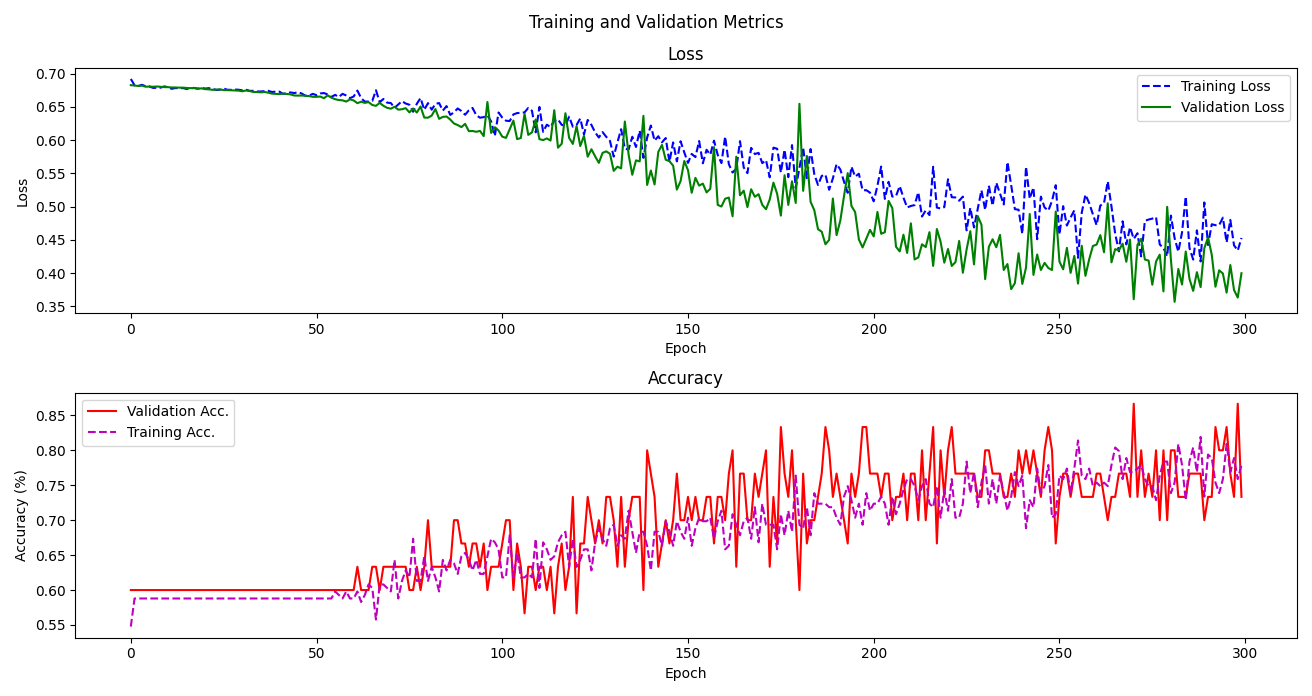 Training and Validation Metrics
Loss
0.70
0.65
0.60
0.55
0.50
0.45
0.40
0.35
Loss
Training Loss
Validation Loss
0 50 100 150 200 250 300
Epoch
Accuracy
0.85
0.80
0.75
0.70
0.65
0.60
0.55
Accuracy (%)
Validation Acc.
Training Acc.
0 50 100 150 200 250 300
Epoch